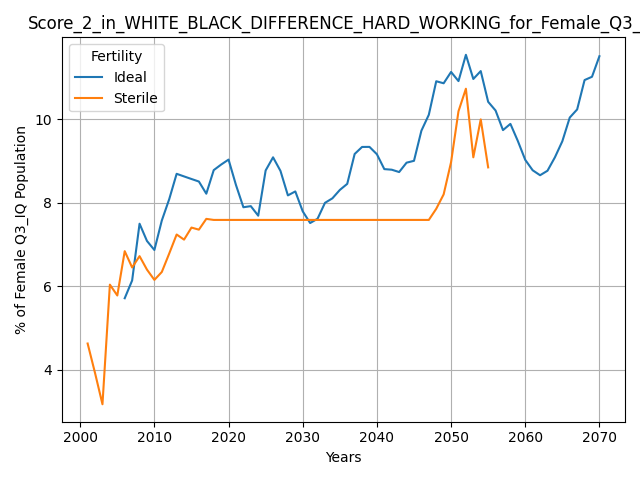 Score_2_in_WHITE_BLACK_DIFFERENCE_HARD_WORKING_for_Female_Q3_
Fertility
Ideal
Sterile
% of Female Q3_IQ Population
10
8
6
4
2000 2010 2020 2030 2040 2050 2060 2070
Years